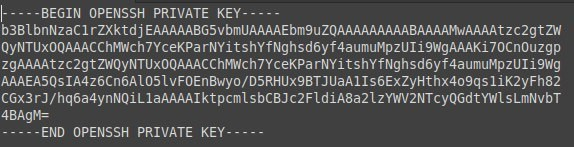 -----BEGIN OPENSSH PRIVATE KEY-----
b3BlbnNzaC1rZXktdjEAAAAABG5vbmUAAAAEbm9uZQAAAAAAAAABAAAAMwAAAAtzc2gtZW
QyNTUxOQAAACChMWch7YceKParNYitshYfNghsd6yf4aumuMpzUIi9WgAAAKi7OCnOuzgp
zgAAAAtzc2gtZWQyNTUxOQAAACChMWch7YceKParNYitshYfNghsd6yf4aumuMpzUIi9Wg
AAAEA5QsIA4z6Cn6AlO5lvFOEnBwyo/D5RHUx9BTJUaA1Is6ExZyHthx4o9qs1iK2yFh82
CGx3rJ/hq6a4ynNQiL1aAAAAIktpcmlsbCBJc2FldiA8a2lzYWV2NTcyQGdtYWlsLmNvbT
4BAgM=
-----END OPENSSH PRIVATE KEY-----